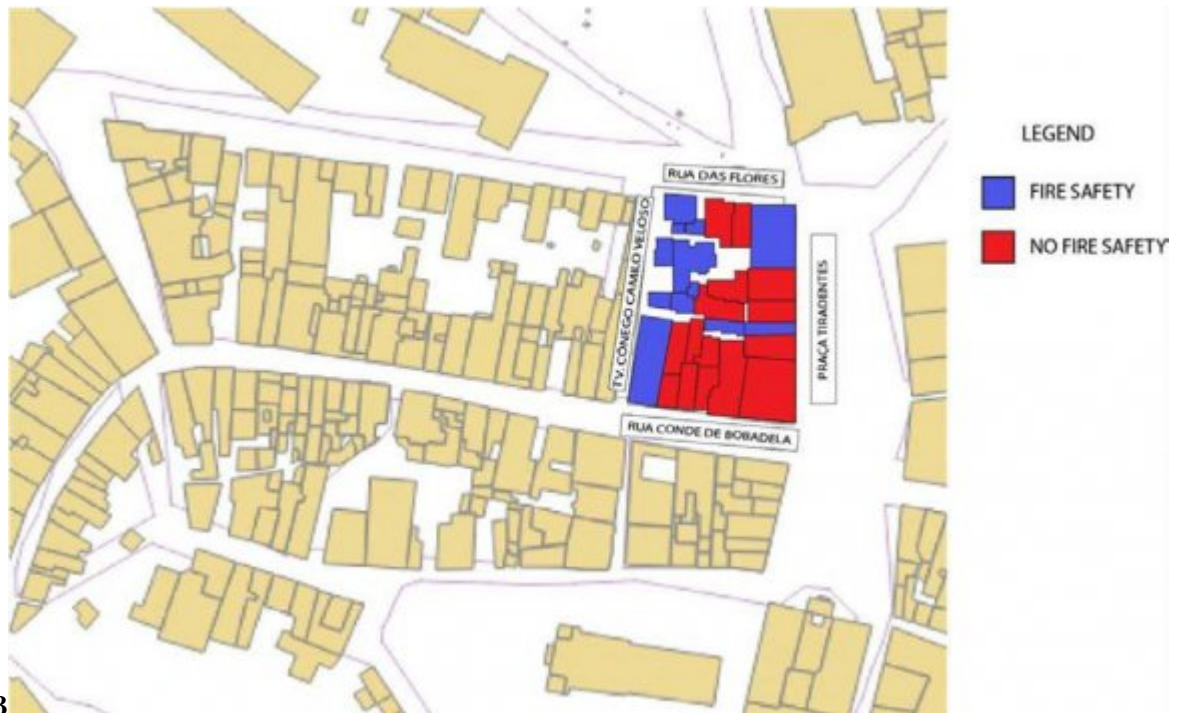 RUA DAS FLORES
TV. CÔNEGO CAMILO VELOSO
PRAÇA TIRADENTES
RUA CONDE DE BOBADELA
LEGEND
FIRE SAFETY
NO FIRE SAFETY
B